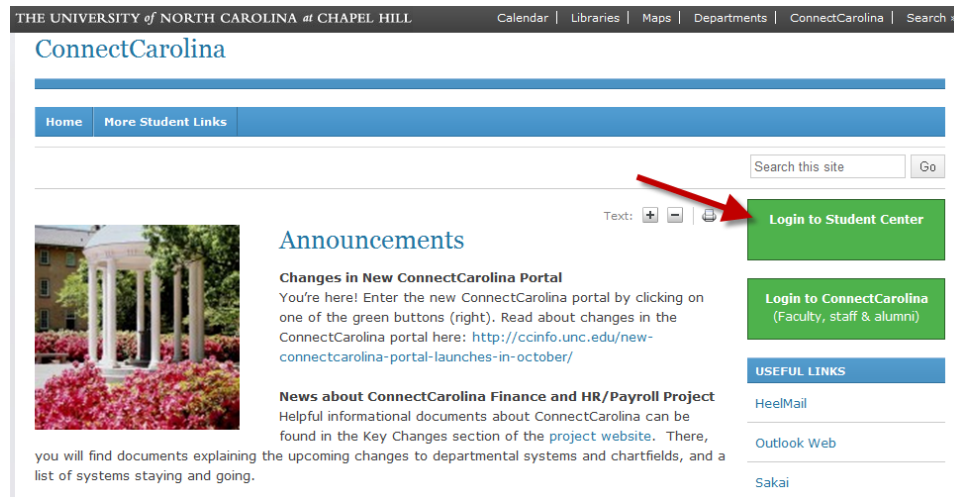 THE UNIVERSITY of NORTH CAROLINA at CHAPEL HILL
Calendar | Libraries | Maps | Departments | ConnectCarolina | Search »
ConnectCarolina
Home
More Student Links
Search this site
Go
Text: + -
Login to Student Center
Announcements
Changes in New ConnectCarolina Portal
You're here! Enter the new ConnectCarolina portal by clicking on
one of the green buttons (right). Read about changes in the
ConnectCarolina portal here: http://ccinfo.unc.edu/new-
connectcarolina-portal-launches-in-october/
News about ConnectCarolina Finance and HR/Payroll Project
Helpful informational documents about ConnectCarolina can be
found in the Key Changes section of the project website. There,
you will find documents explaining the upcoming changes to departmental systems and chartfields, and a
list of systems staying and going.
Login to ConnectCarolina
(Faculty, staff & alumni)
USEFUL LINKS
HeelMail
Outlook Web
Sakai